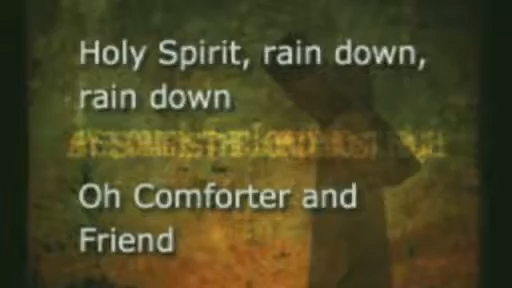 Holy Spirit, rain down,
rain down
Oh Comforter and
Friend